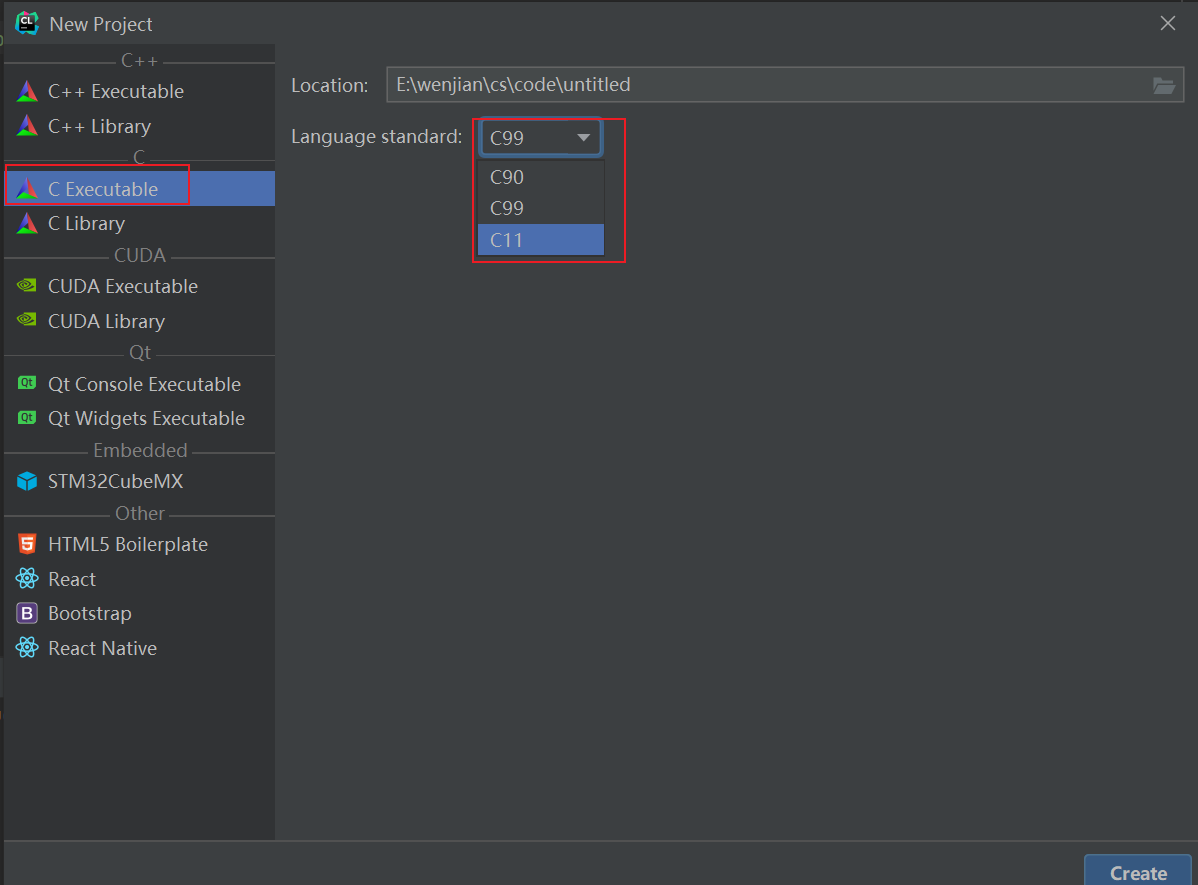 New Project
C++
C++ Executable
C++ Library
C
C Executable
C Library
CUDA
CUDA Executable
CUDA Library
Qt
Qt Console Executable
Qt Widgets Executable
Embedded
STM32CubeMX
Other
HTML5 Boilerplate
React
Bootstrap
React Native
Location: E:\wenjian\cs\code\untitled
Language standard: C99
C90
C99
C11
Create